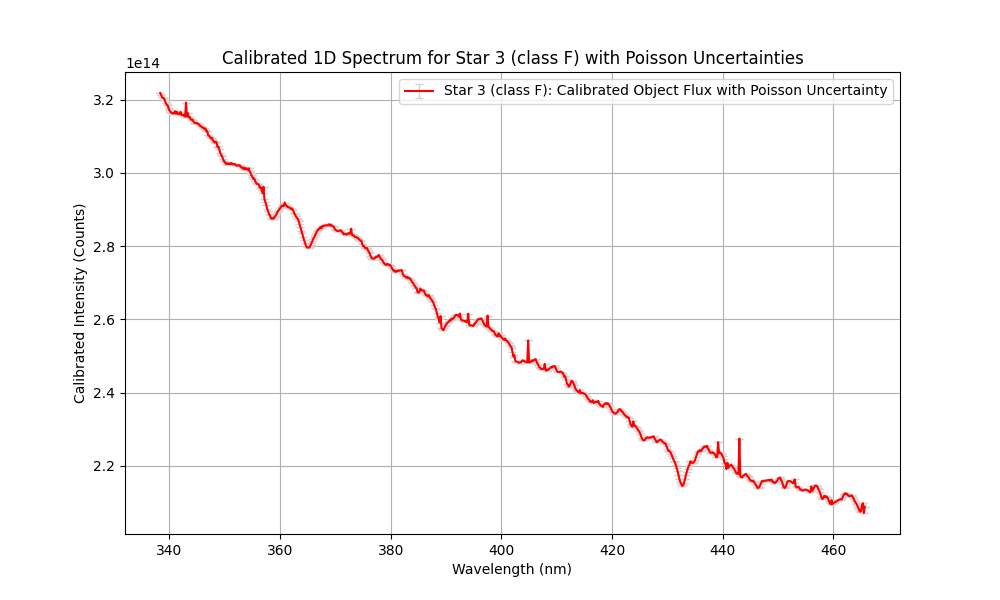 Calibrated 1D Spectrum for Star 3 (class F) with Poisson Uncertainties
1e14
Star 3 (class F): Calibrated Object Flux with Poisson Uncertainty
3.2
3.0
2.8
2.6
2.4
2.2
Calibrated Intensity (Counts)
340 360 380 400 420 440 460
Wavelength (nm)